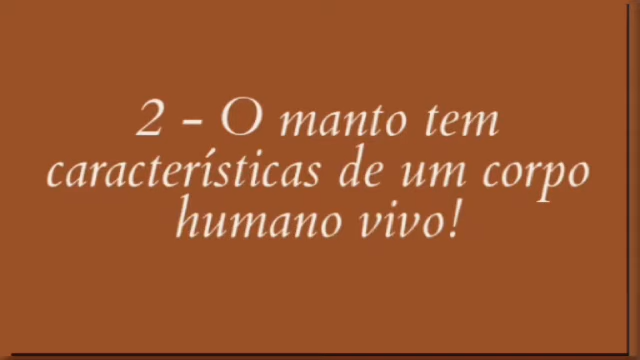 2 - O manto tem
características de um corpo
humano vivo!